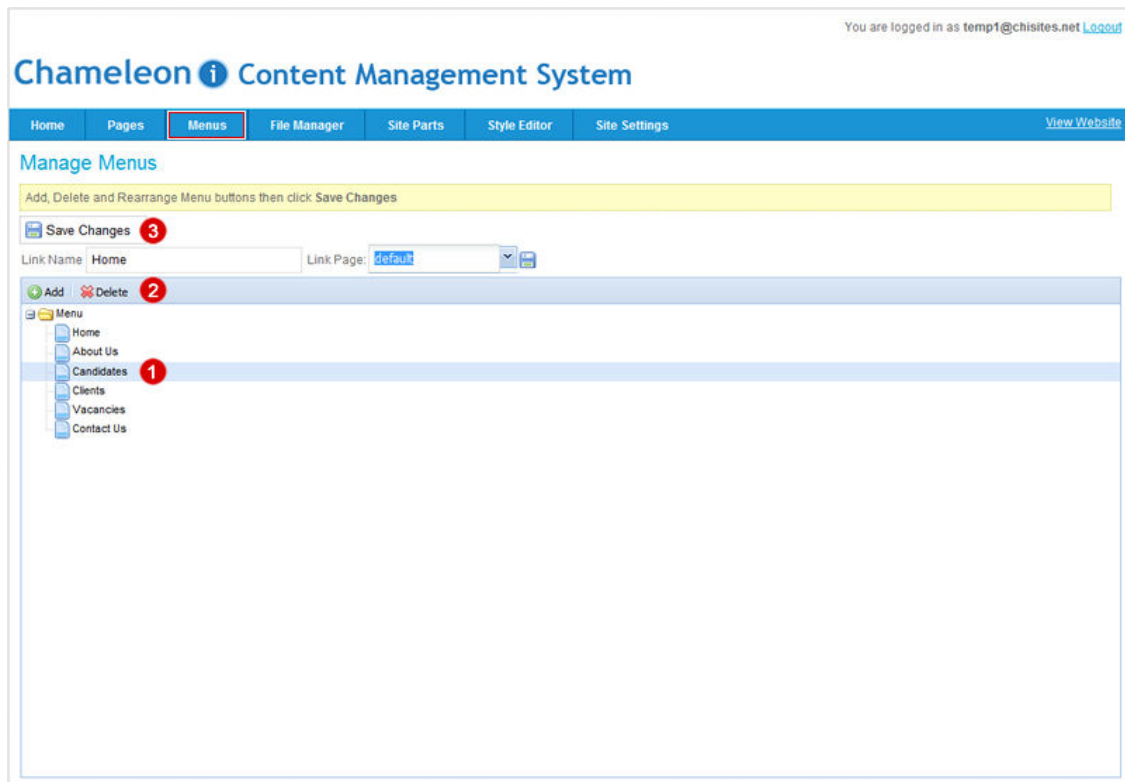 You are logged in as temp1@chisites.net Logout
Chameleon i Content Management System
Home Pages Menus File Manager Site Parts Style Editor Site Settings View Website
Manage Menus
Add, Delete and Rearrange Menu buttons then click Save Changes
Save Changes 3
Link Name Home Link Page: default
Add Delete 2
Menu
Home
About Us
Candidates 1
Clients
Vacancies
Contact Us